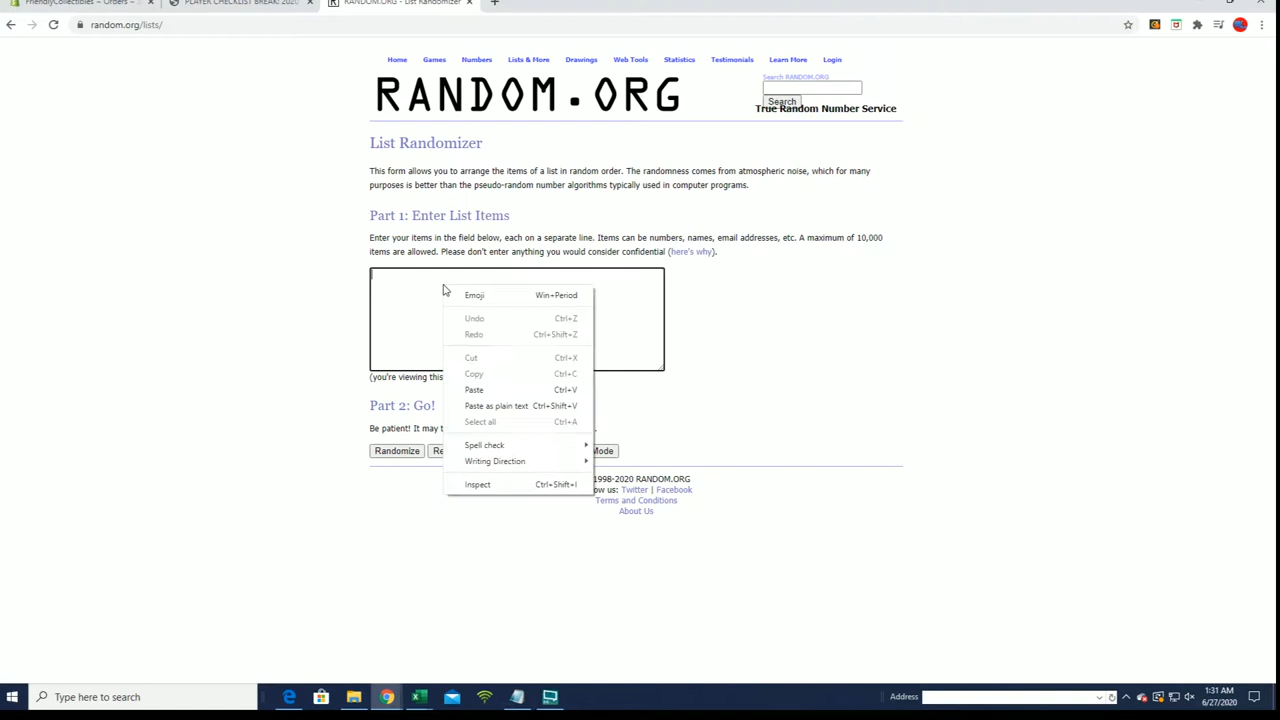 FriendlyCollectibles – Orders –
PLAYER CHECKLIST BREAK! 2020
RANDOM.ORG - List Randomizer
random.org/lists/
Home Games Numbers Lists & More Drawings Web Tools Statistics Testimonials Learn More Login
RANDOM.ORG
Search RANDOM.ORG
Search
True Random Number Service
List Randomizer
This form allows you to arrange the items of a list in random order. The randomness comes from atmospheric noise, which for many
purposes is better than the pseudo-random number algorithms typically used in computer programs.
Part 1: Enter List Items
Enter your items in the field below, each on a separate line. Items can be numbers, names, email addresses, etc. A maximum of 10,000
items are allowed. Please don't enter anything you would consider confidential (here's why).
Emoji Win+Period
Undo Ctrl+Z
Redo Ctrl+Shift+Z
Cut Ctrl+X
Copy Ctrl+C
Paste Ctrl+V
Paste as plain text Ctrl+Shift+V
Select all Ctrl+A
Spell check
Writing Direction
Inspect Ctrl+Shift+I
(you're viewing this
Part 2: Go!
Be patient! It may t
Randomize Re Mode
1998-2020 RANDOM.ORG
ow us: Twitter | Facebook
Terms and Conditions
About Us
Type here to search
Address
1:31 AM
6/27/2020